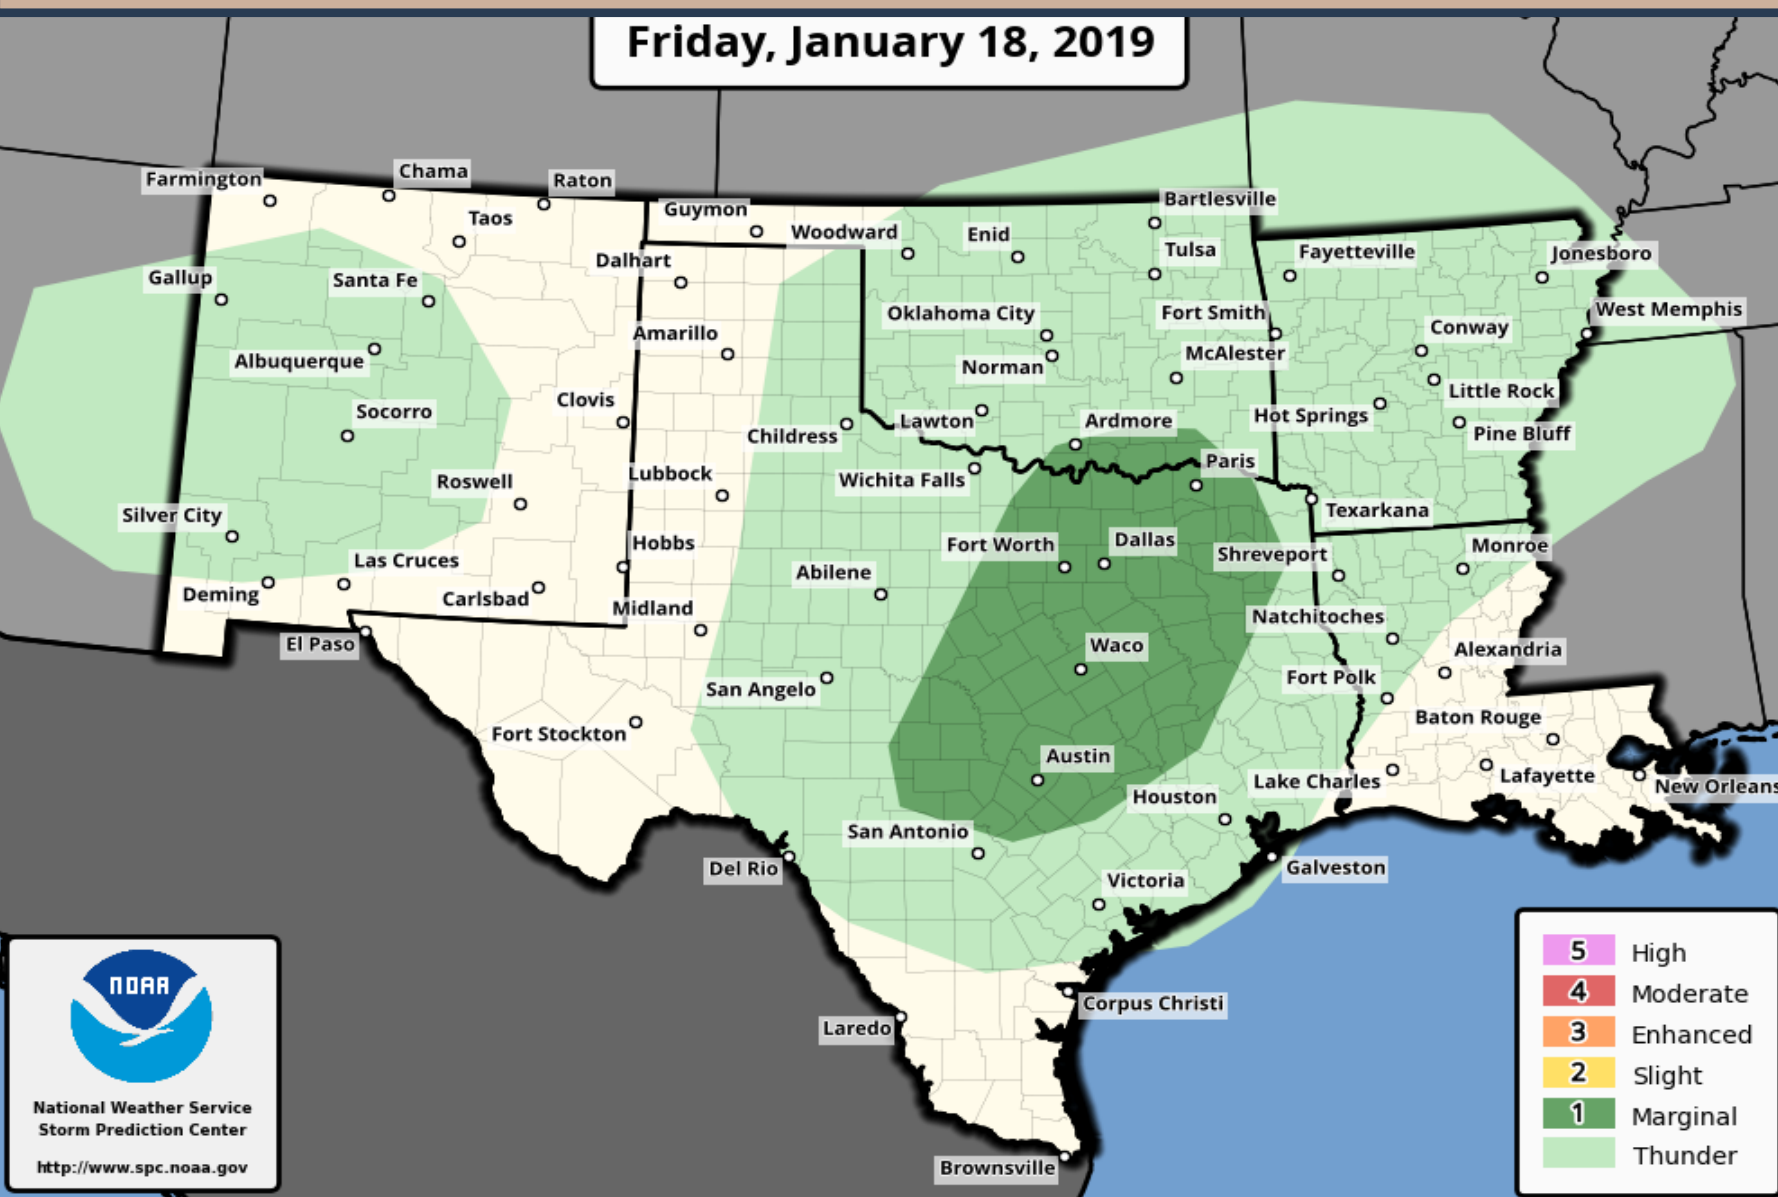 Friday, January 18, 2019
Farmington
Chama
Raton
Taos
Guymon
Woodward
Enid
Bartlesville
Tulsa
Fayetteville
Jonesboro
Gallup
Santa Fe
Dalhart
Oklahoma City
Fort Smith
West Memphis
Albuquerque
Amarillo
Norman
McAlester
Conway
Little Rock
Socorro
Clovis
Childress
Lawton
Ardmore
Hot Springs
Pine Bluff
Roswell
Lubbock
Wichita Falls
Paris
Silver City
Texarkana
Las Cruces
Hobbs
Fort Worth
Dallas
Shreveport
Monroe
Deming
Carlsbad
Midland
Abilene
Natchitoches
El Paso
Waco
Alexandria
San Angelo
Fort Polk
Fort Stockton
Baton Rouge
Austin
Lake Charles
Lafayette
New Orleans
Houston
San Antonio
Del Rio
Galveston
Victoria
Corpus Christi
Laredo
Brownsville
NOAA
National Weather Service
Storm Prediction Center
http://www.spc.noaa.gov
5 High
4 Moderate
3 Enhanced
2 Slight
1 Marginal
Thunder